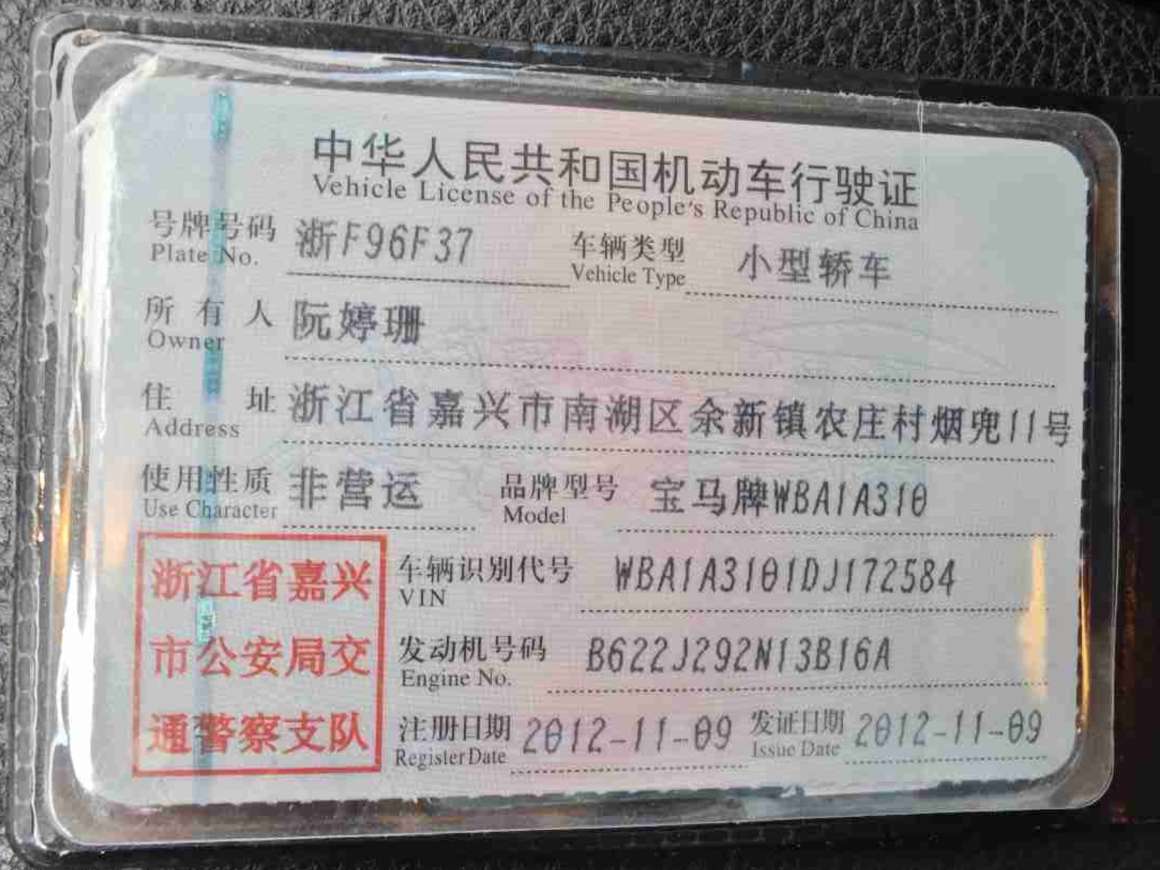 中华人民共和国机动车行驶证
Vehicle License of the People's Republic of China
号牌号码 浙F96F37 车辆类型 小型轿车
Plate No. Vehicle Type
所有人 阮婷珊
Owner
住址 浙江省嘉兴市南湖区余新镇农庄村烟兜11号
Address
使用性质 非营运 品牌型号 宝马牌WBA1A310
Use Character Model
浙江省嘉兴 车辆识别代号 WBA1A3101DJ172584
VIN
市公安局交 发动机号码 B622J292N13B16A
Engine No.
通警察支队 注册日期 2012-11-09 发证日期 2012-11-09
Register Date Issue Date